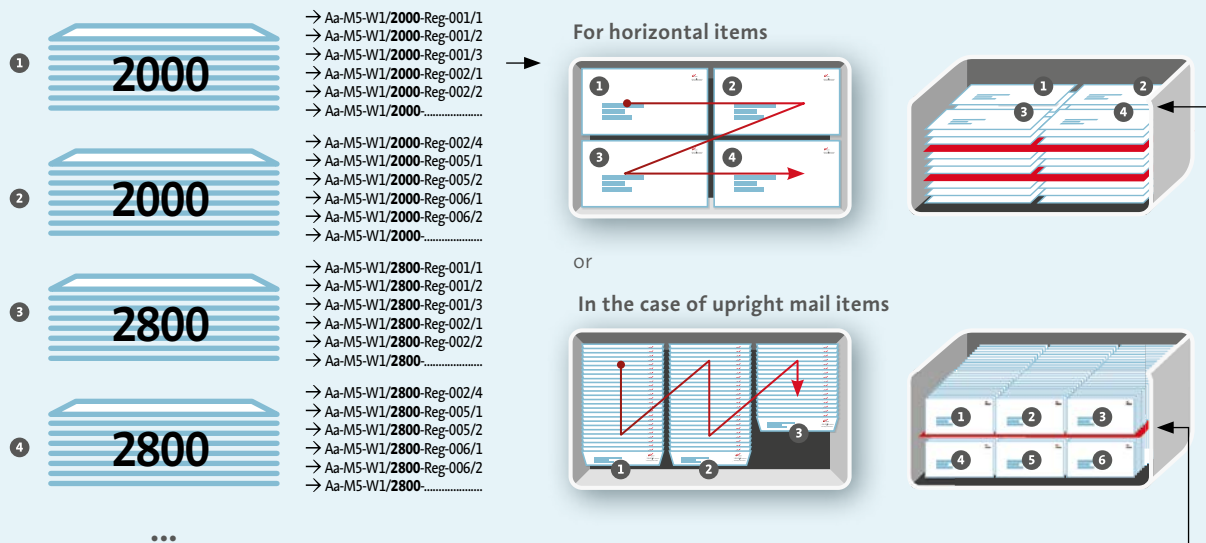 1
2000
→ Aa-M5-W1/2000-Reg-001/1
→ Aa-M5-W1/2000-Reg-001/2
→ Aa-M5-W1/2000-Reg-001/3
→ Aa-M5-W1/2000-Reg-002/1
→ Aa-M5-W1/2000-Reg-002/2
→ Aa-M5-W1/2000-.....................
2
2000
→ Aa-M5-W1/2000-Reg-002/4
→ Aa-M5-W1/2000-Reg-005/1
→ Aa-M5-W1/2000-Reg-005/2
→ Aa-M5-W1/2000-Reg-006/1
→ Aa-M5-W1/2000-Reg-006/2
→ Aa-M5-W1/2000-.....................
3
2800
→ Aa-M5-W1/2800-Reg-001/1
→ Aa-M5-W1/2800-Reg-001/2
→ Aa-M5-W1/2800-Reg-001/3
→ Aa-M5-W1/2800-Reg-002/1
→ Aa-M5-W1/2800-Reg-002/2
→ Aa-M5-W1/2800-.....................
4
2800
→ Aa-M5-W1/2800-Reg-002/4
→ Aa-M5-W1/2800-Reg-005/1
→ Aa-M5-W1/2800-Reg-005/2
→ Aa-M5-W1/2800-Reg-006/1
→ Aa-M5-W1/2800-Reg-006/2
→ Aa-M5-W1/2800-.....................
...
For horizontal items
1 2
3 4
1 2
3 4
or
In the case of upright mail items
1 2 3
1 2 3
4 5 6